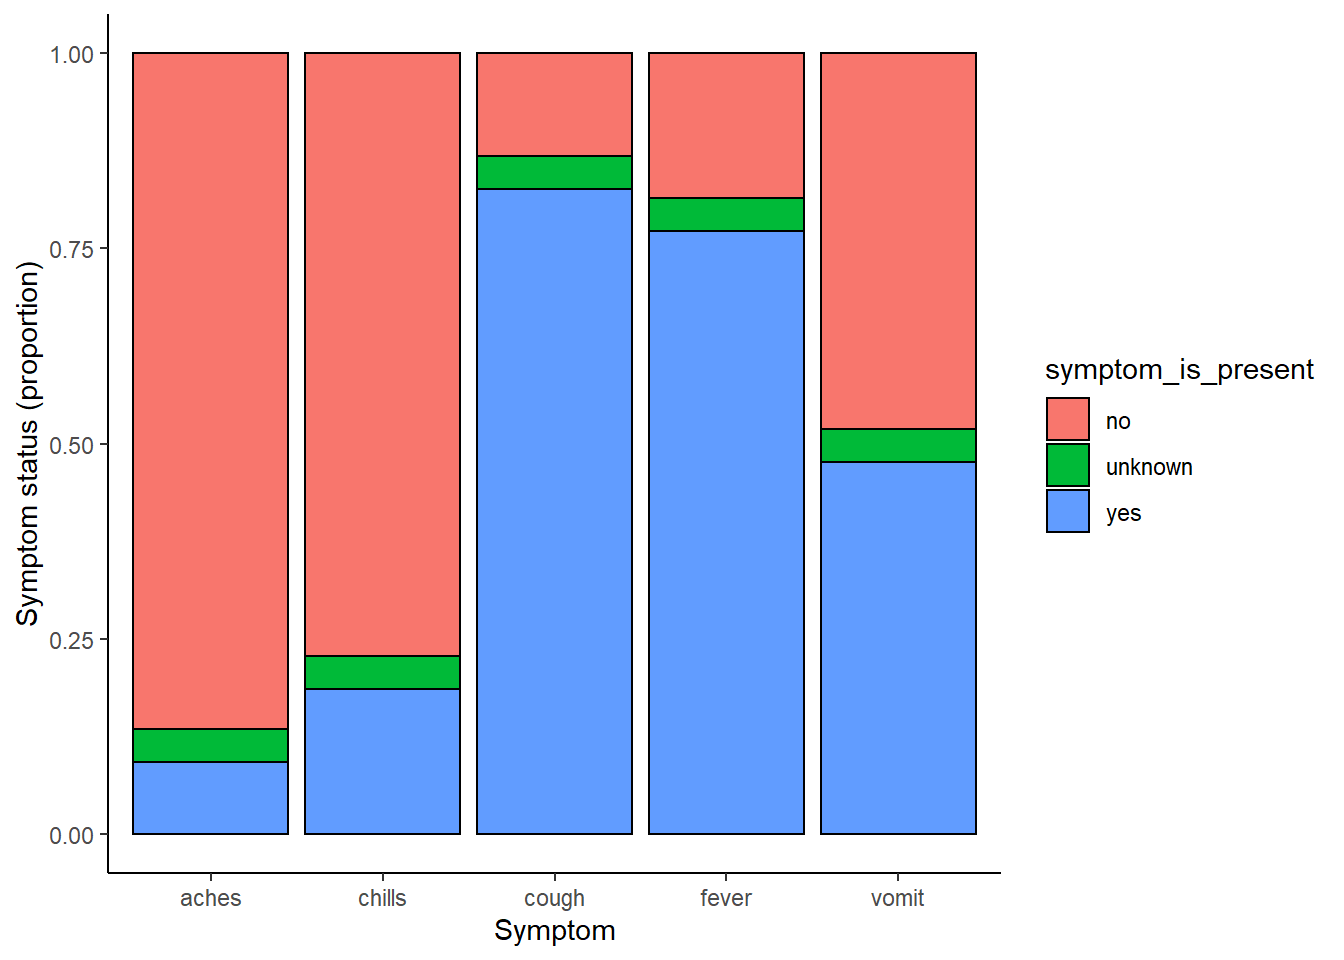 1.00
0.75
0.50
0.25
0.00
Symptom status (proportion)
aches chills cough fever vomit
Symptom
symptom_is_present
no
unknown
yes